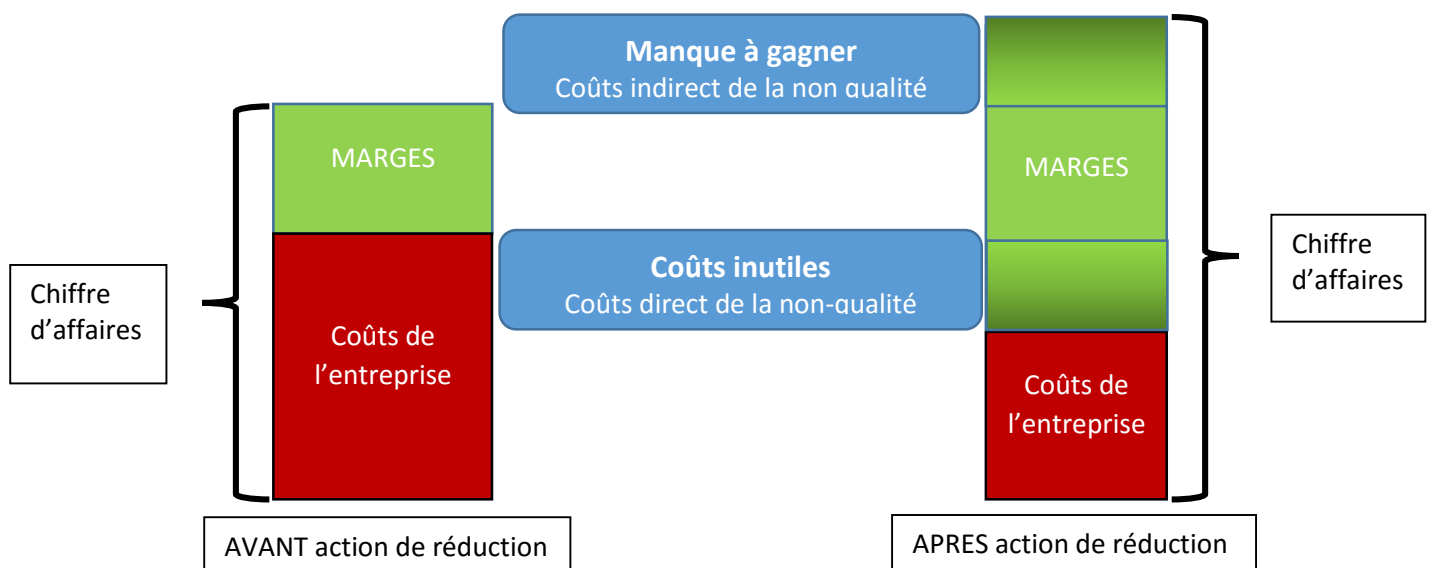 Manque à gagner
Coûts indirect de la non qualité
MARGES
MARGES
Chiffre
d’affaires
Coûts inutiles
Coûts direct de la non-qualité
Chiffre
d’affaires
Coûts de
l’entreprise
Coûts de
l’entreprise
AVANT action de réduction
APRES action de réduction